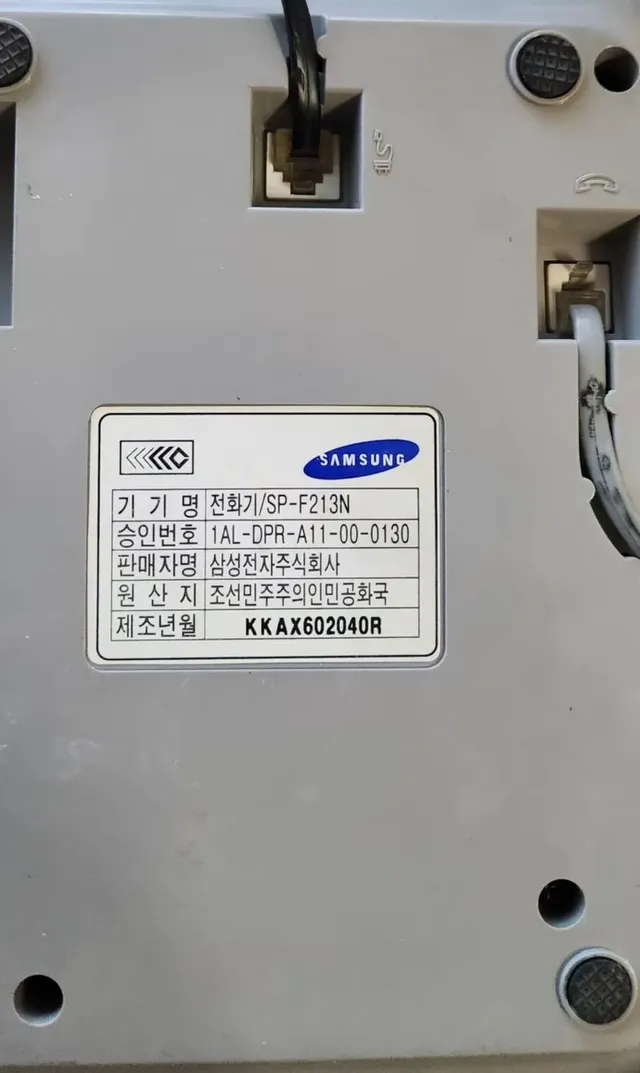 SAMSUNG
기 기 명 전화기/SP-F213N
승인번호 1AL-DPR-A11-00-0130
판매자명 삼성전자주식회사
원 산 지 조선민주주의인민공화국
제조년월 KKAX602040R